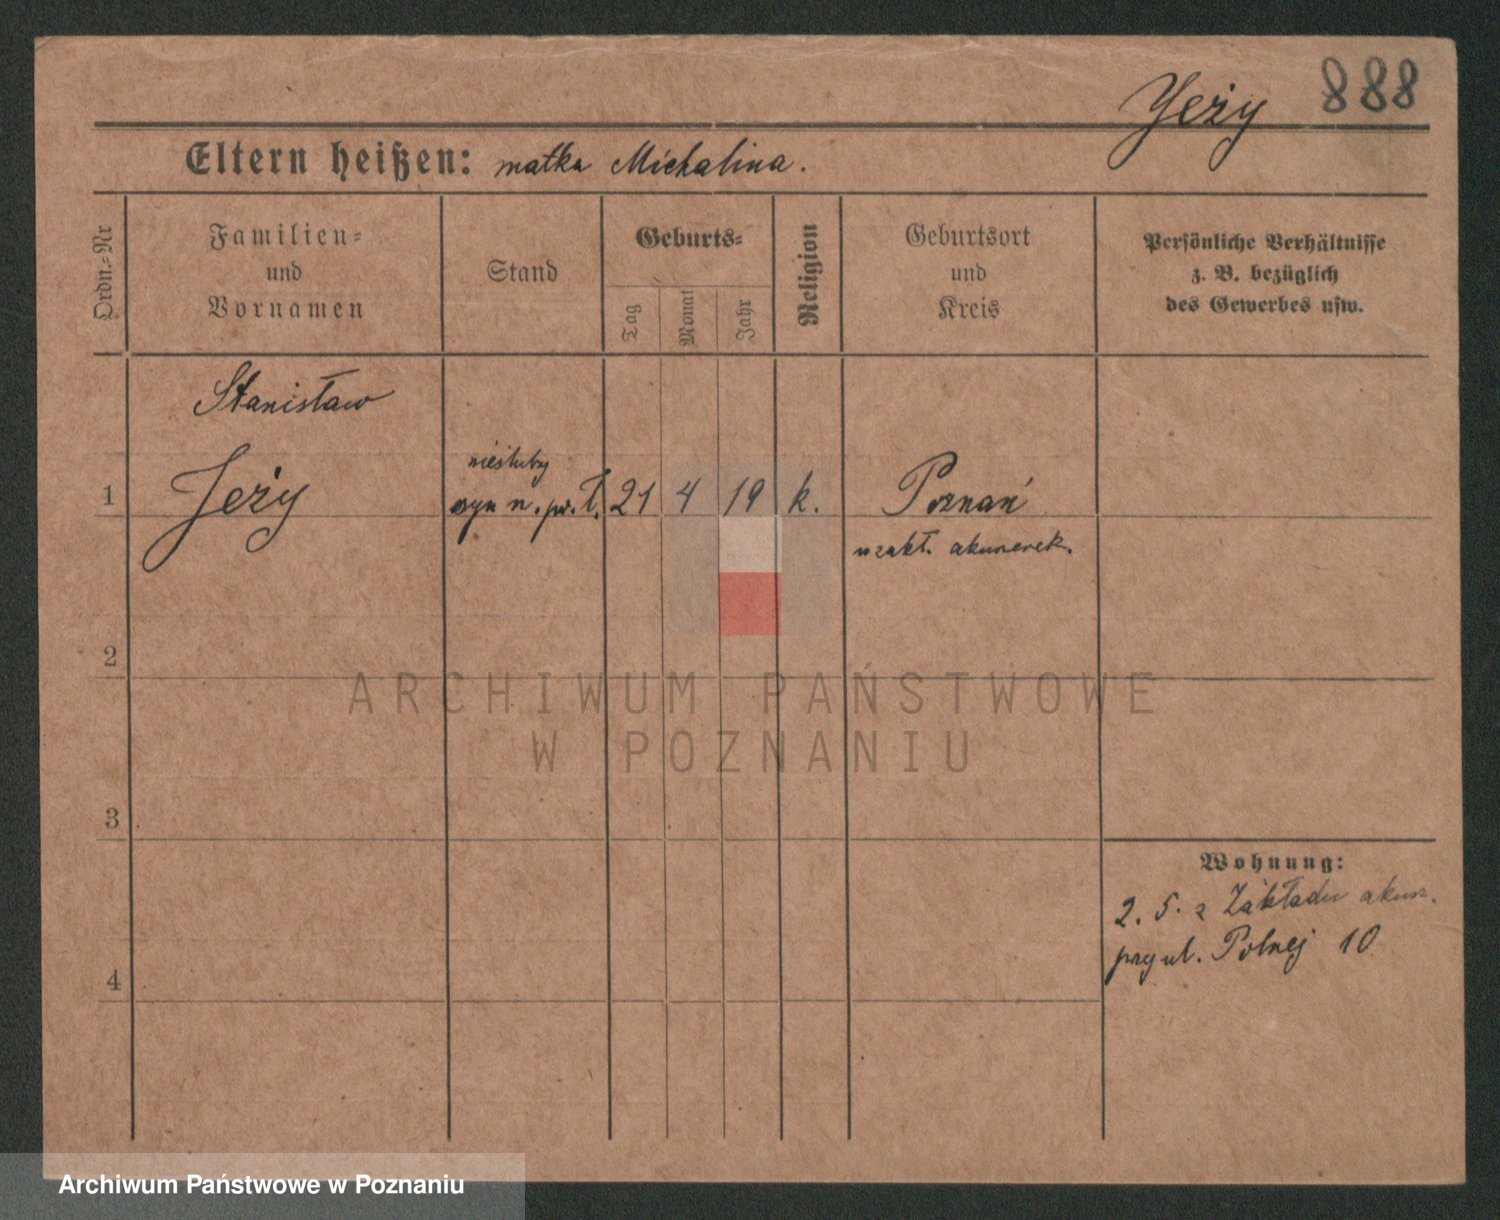 Jeży 888
Eltern heißen: matka Michalina.
Ordn.-Nr
Familien-
und
Vornamen
Stand
Geburts-
Tag
Monat
Jahr
Religion
Geburtsort
und
Kreis
Persönliche Verhältnisse
z. B. bezüglich
des Gewerbes usw.
Stanisław
nieślubny
1 Jeży syn n. pr. 21 4 19 k. Poznań
w zakł. akuszerek.
2
ARCHIWUM PAŃSTWOWE
W POZNANIU
3
Wohnung:
2. 5. z Zakładu akusz.
przy ul. Polnej 10
4
Archiwum Państwowe w Poznaniu